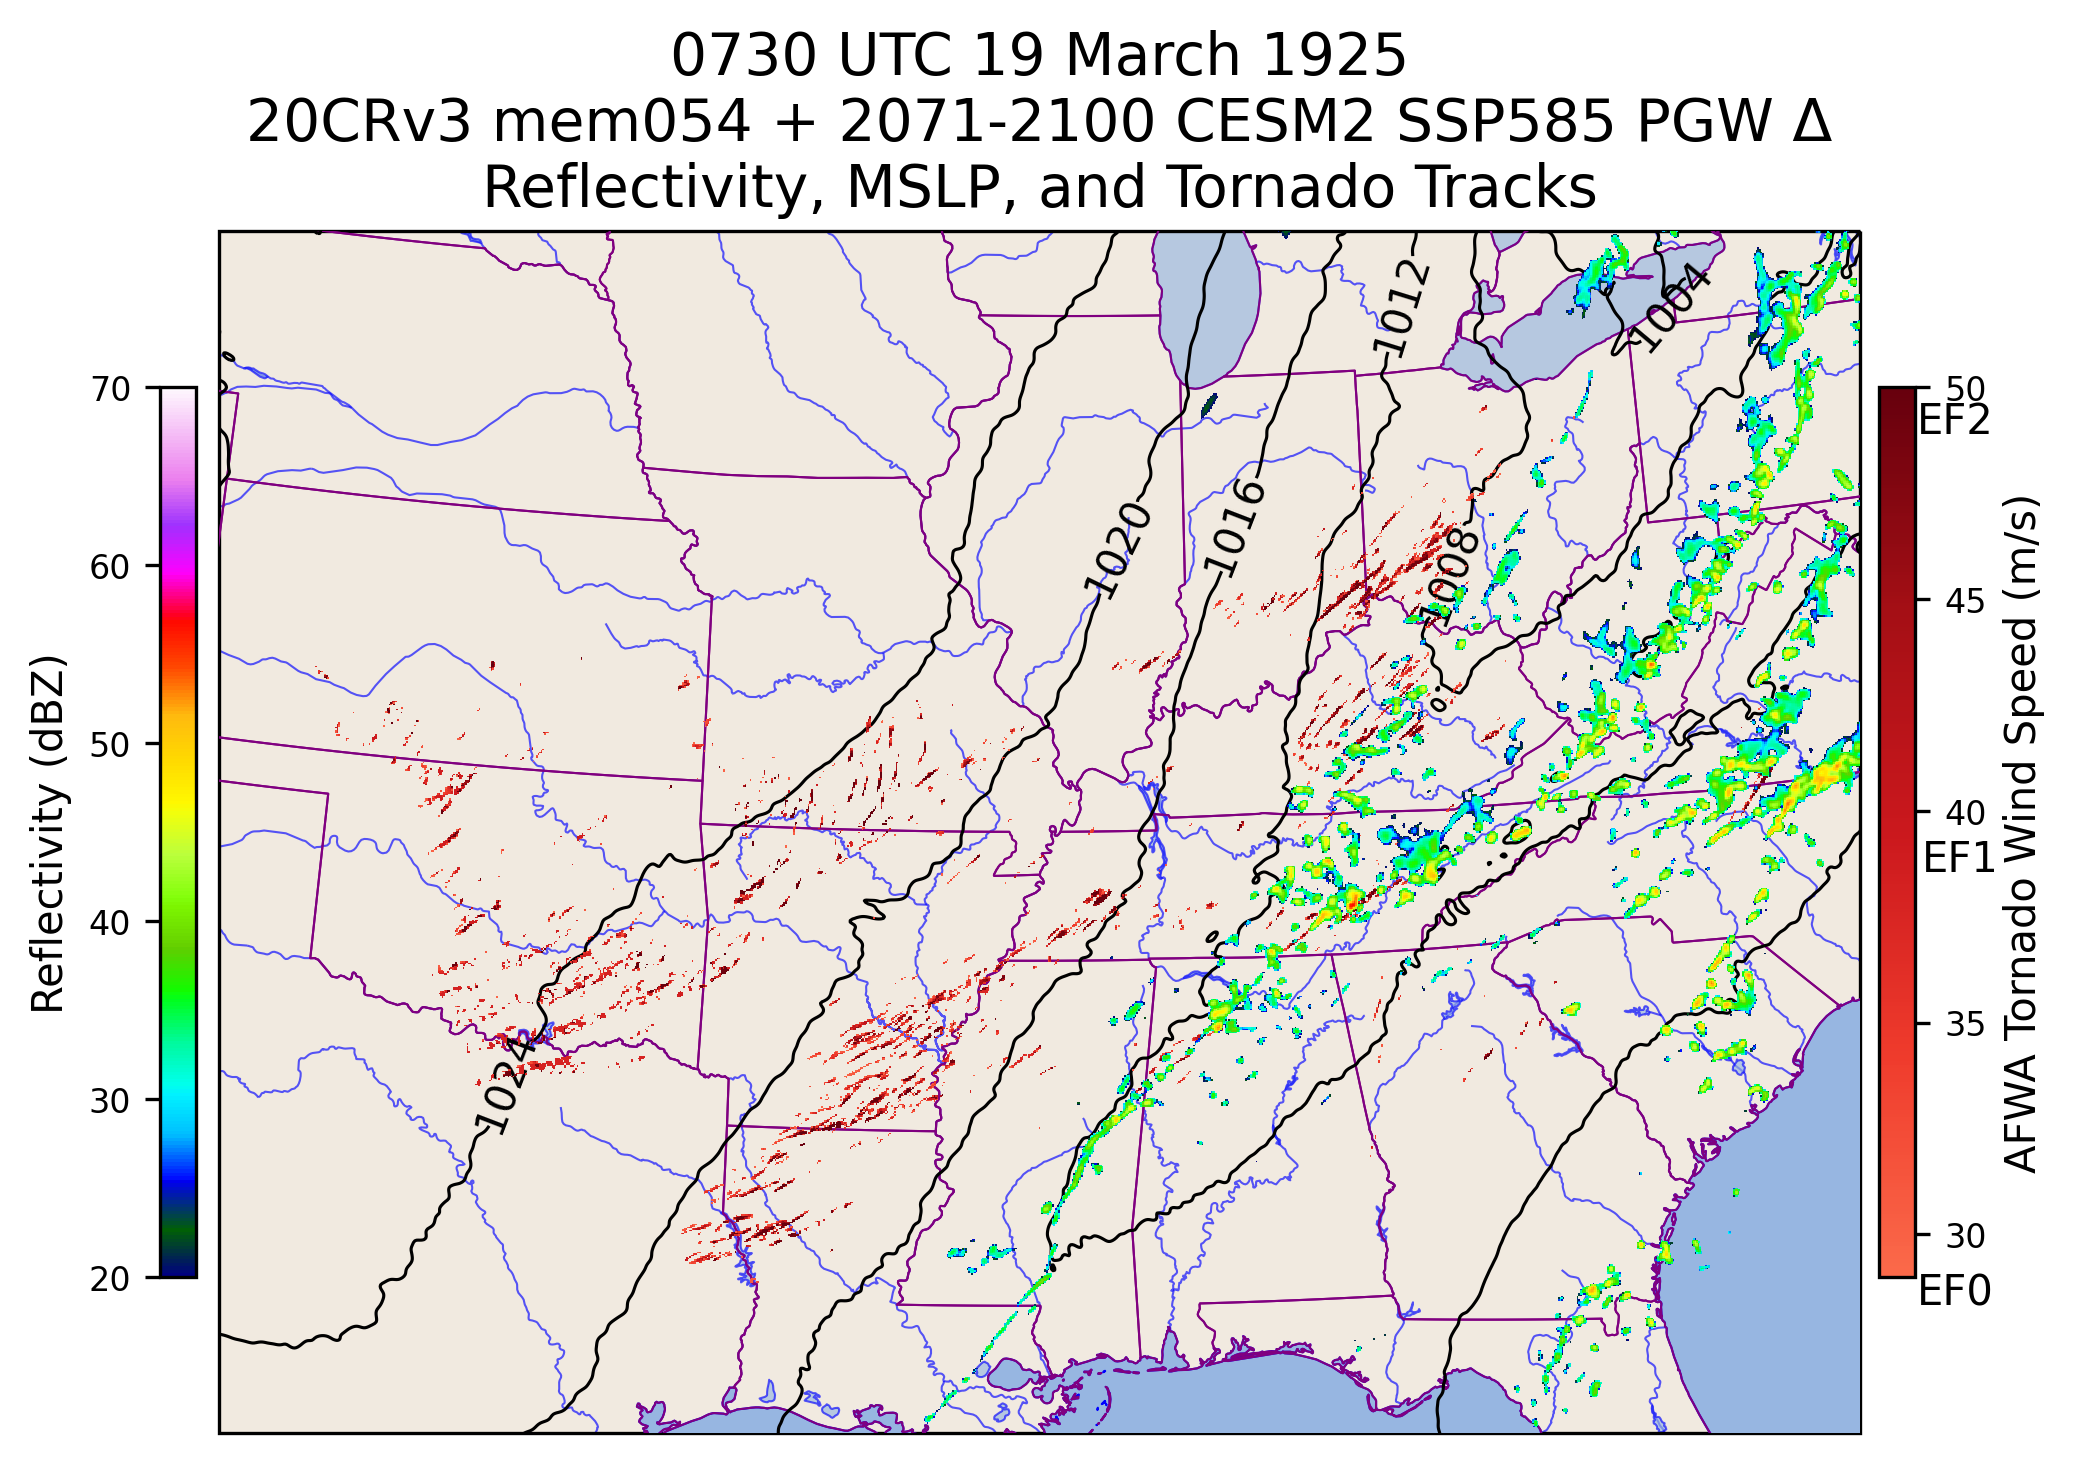 0730 UTC 19 March 1925
20CRv3 mem054 + 2071-2100 CESM2 SSP585 PGW Δ
Reflectivity, MSLP, and Tornado Tracks
Reflectivity (dBZ)
70
60
50
40
30
20
1024
1020
1016
1012
1008
1004
50
EF2
45
40
EF1
35
30
EF0
AFWA Tornado Wind Speed (m/s)